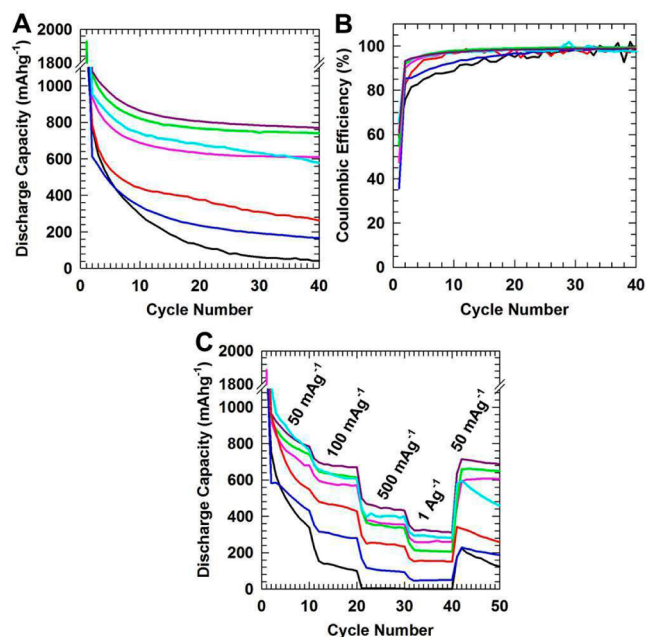 A
Discharge Capacity (mAhg⁻¹)
2000
1800
1000
800
600
400
200
0
0 10 20 30 40
Cycle Number
B
Coulombic Efficiency (%)
100
80
60
40
20
0
0 10 20 30 40
Cycle Number
C
Discharge Capacity (mAhg⁻¹)
2000
1800
1000
800
600
400
200
0
50 mAg⁻¹
100 mAg⁻¹
500 mAg⁻¹
1 Ag⁻¹
50 mAg⁻¹
0 10 20 30 40 50
Cycle Number